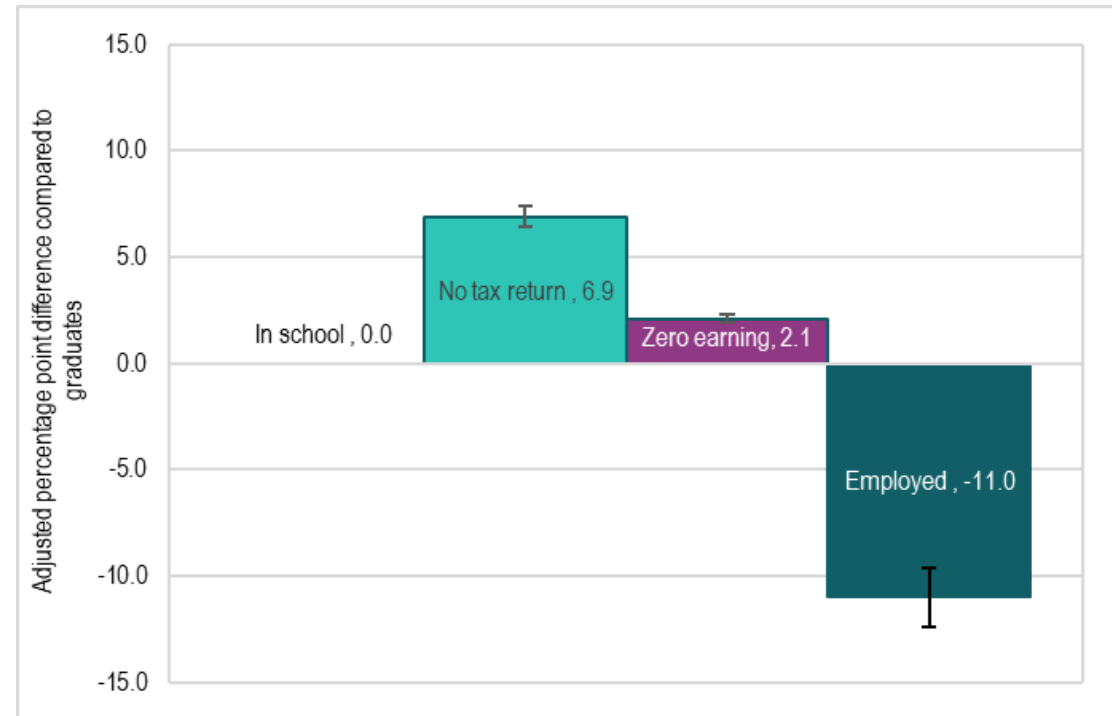 Adjusted percentage point difference compared to
graduates
15.0
10.0
5.0
0.0
-5.0
-10.0
-15.0
In school , 0.0
No tax return , 6.9
Zero earning, 2.1
Employed , -11.0